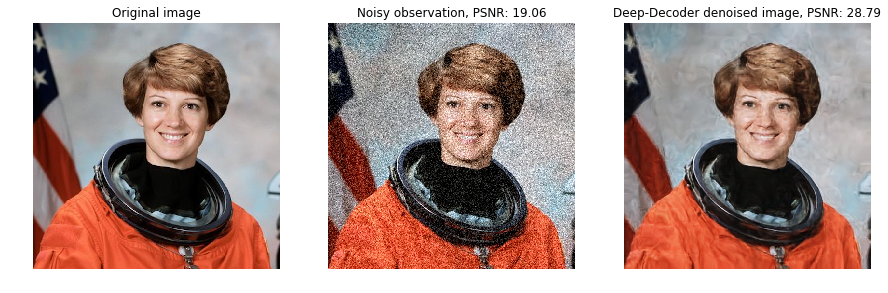 Original image
Noisy observation, PSNR: 19.06
Deep-Decoder denoised image, PSNR: 28.79